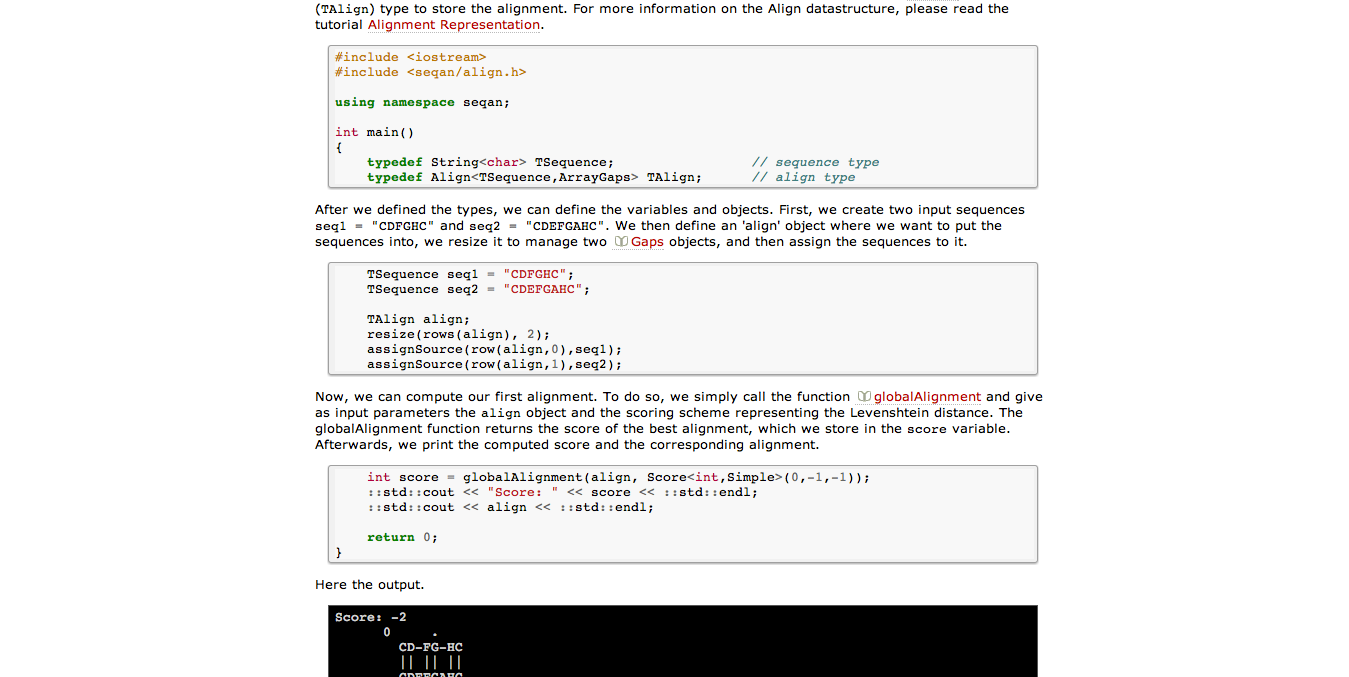 (TAlign) type to store the alignment. For more information on the Align datastructure, please read the
tutorial Alignment Representation.
#include <iostream>
#include <seqan/align.h>
using namespace seqan;
int main()
{
typedef String<char> TSequence; // sequence type
typedef Align<TSequence,ArrayGaps> TAlign; // align type
After we defined the types, we can define the variables and objects. First, we create two input sequences
seq1 = "CDFGHC" and seq2 = "CDEFGAHC". We then define an 'align' object where we want to put the
sequences into, we resize it to manage two Gaps objects, and then assign the sequences to it.
TSequence seq1 = "CDFGHC";
TSequence seq2 = "CDEFGAHC";
TAlign align;
resize(rows(align), 2);
assignSource(row(align,0),seq1);
assignSource(row(align,1),seq2);
Now, we can compute our first alignment. To do so, we simply call the function globalAlignment and give
as input parameters the align object and the scoring scheme representing the Levenshtein distance. The
globalAlignment function returns the score of the best alignment, which we store in the score variable.
Afterwards, we print the computed score and the corresponding alignment.
int score = globalAlignment(align, Score<int,Simple>(0,-1,-1));
::std::cout << "Score: " << score << ::std::endl;
::std::cout << align << ::std::endl;
return 0;
}
Here the output.
Score: -2
0 .
CD-FG-HC
|| || ||
CDEFGAHC